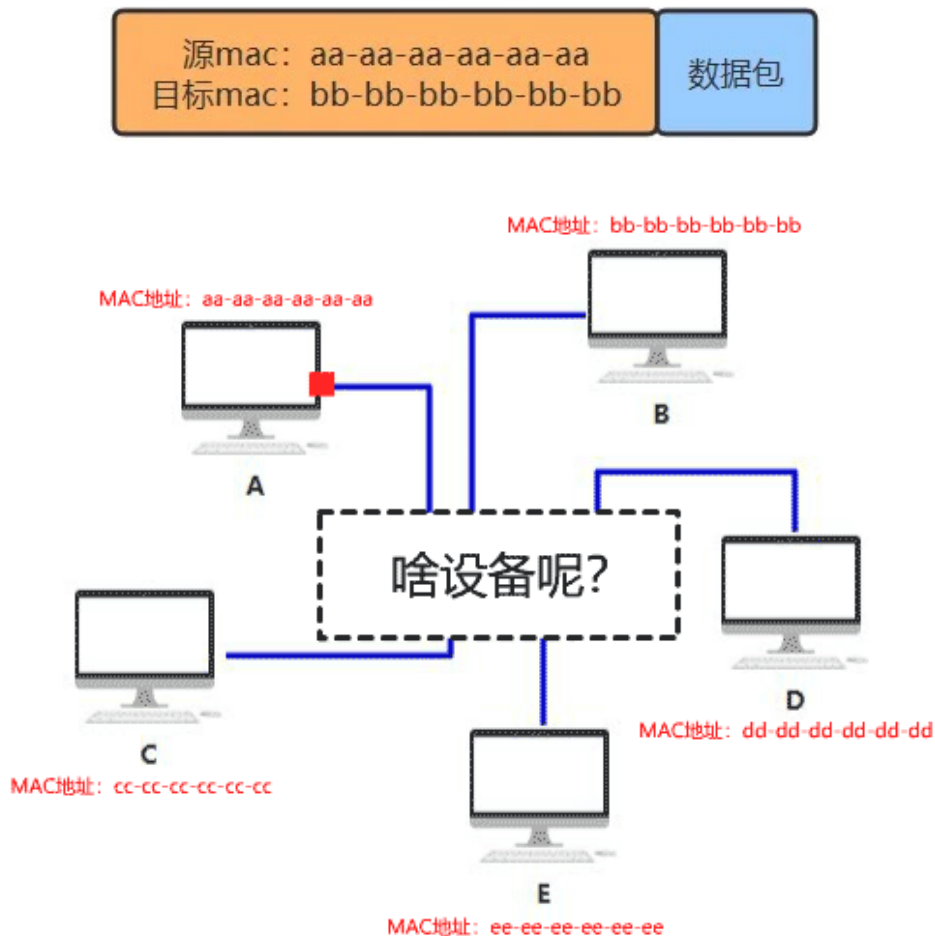 源mac：aa-aa-aa-aa-aa-aa
目标mac：bb-bb-bb-bb-bb-bb
数据包
MAC地址：bb-bb-bb-bb-bb-bb
MAC地址：aa-aa-aa-aa-aa-aa
B
A
啥设备呢？
D
MAC地址：dd-dd-dd-dd-dd-dd
C
MAC地址：cc-cc-cc-cc-cc-cc
E
MAC地址：ee-ee-ee-ee-ee-ee